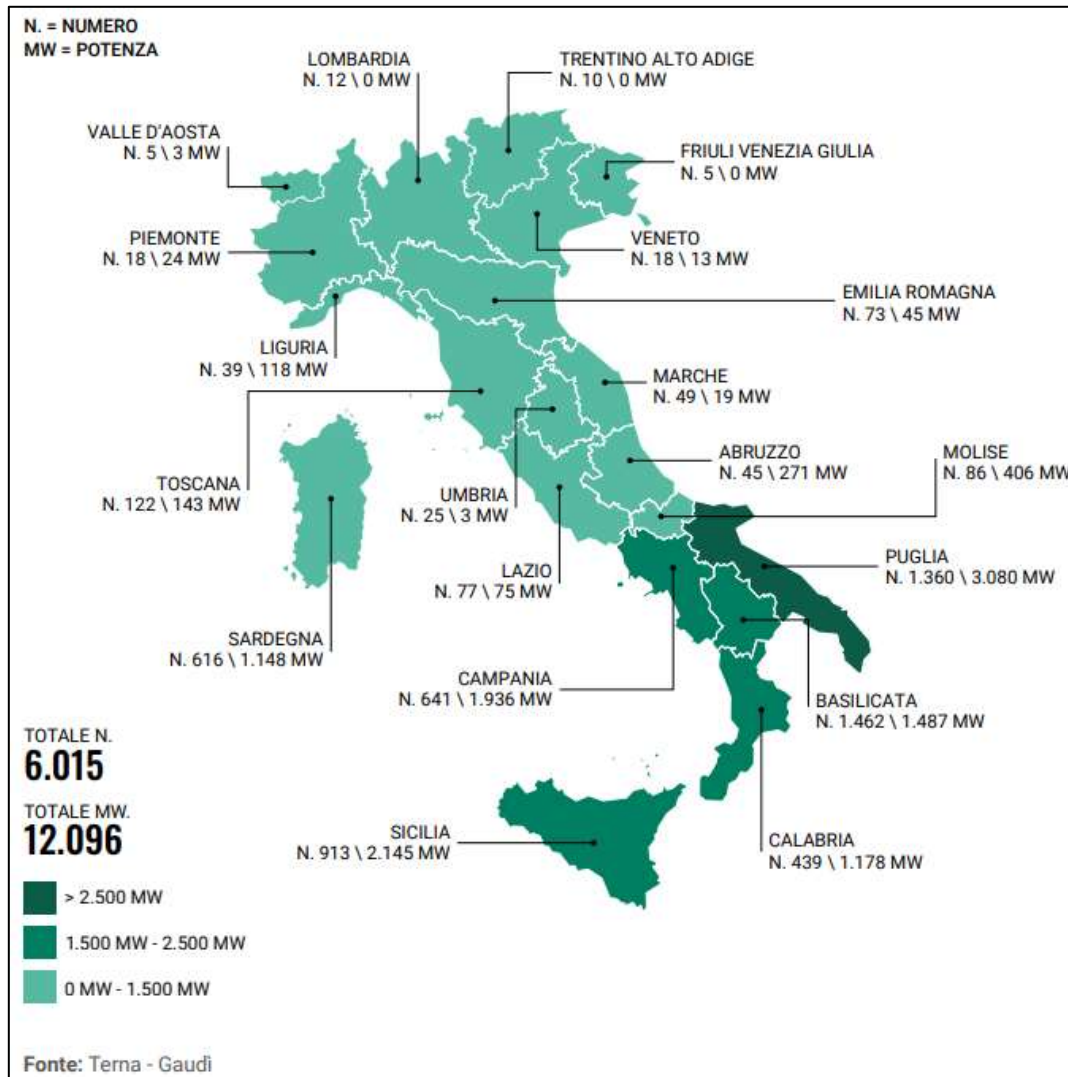 N. = NUMERO
MW = POTENZA
LOMBARDIA
N. 12 \ 0 MW
TRENTINO ALTO ADIGE
N. 10 \ 0 MW
VALLE D'AOSTA
N. 5 \ 3 MW
FRIULI VENEZIA GIULIA
N. 5 \ 0 MW
PIEMONTE
N. 18 \ 24 MW
VENETO
N. 18 \ 13 MW
EMILIA ROMAGNA
N. 73 \ 45 MW
LIGURIA
N. 39 \ 118 MW
MARCHE
N. 49 \ 19 MW
ABRUZZO
N. 45 \ 271 MW
MOLISE
N. 86 \ 406 MW
TOSCANA
N. 122 \ 143 MW
UMBRIA
N. 25 \ 3 MW
PUGLIA
N. 1.360 \ 3.080 MW
LAZIO
N. 77 \ 75 MW
SARDEGNA
N. 616 \ 1.148 MW
CAMPANIA
N. 641 \ 1.936 MW
BASILICATA
N. 1.462 \ 1.487 MW
TOTALE N.
6.015
TOTALE MW.
12.096
SICILIA
N. 913 \ 2.145 MW
CALABRIA
N. 439 \ 1.178 MW
> 2.500 MW
1.500 MW - 2.500 MW
0 MW - 1.500 MW
Fonte: Terna - Gaudì